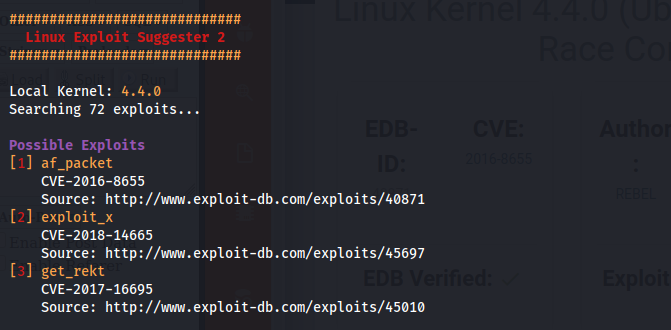 #############################
Linux Exploit Suggester 2
#############################
Local Kernel: 4.4.0
Searching 72 exploits...
Possible Exploits
[1] af_packet
CVE-2016-8655
Source: http://www.exploit-db.com/exploits/40871
[2] exploit_x
CVE-2018-14665
Source: http://www.exploit-db.com/exploits/45697
[3] get_rekt
CVE-2017-16695
Source: http://www.exploit-db.com/exploits/45010
Linux Kernel 4.4.0 (Ub
Race Con
EDB-
ID:
CVE:
2016-8655
Author
:
REBEL
EDB Verified:
Exploit